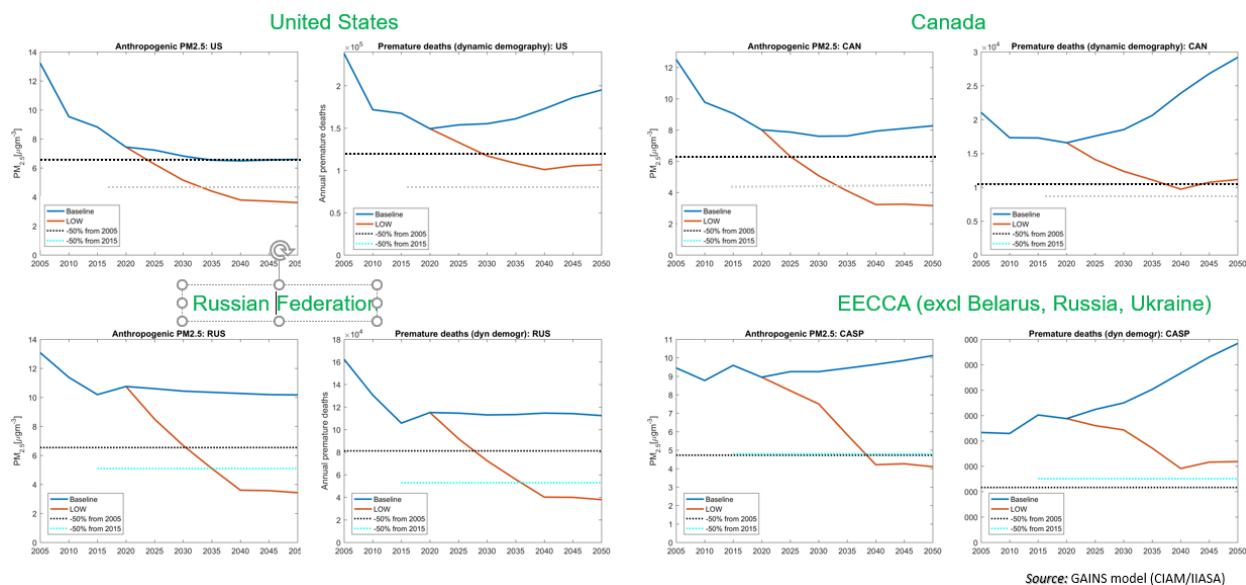 United States
Canada
Anthropogenic PM2.5: US
Premature deaths (dynamic demography): US
Anthropogenic PM2.5: CAN
Premature deaths (dynamic demography): CAN
14
12
10
8
6
4
2
0
PM2.5[μgm-3]
2005 2010 2015 2020 2025 2030 2035 2040 2045 2050
Baseline
LOW
-50% from 2005
-50% from 2015
×10^5
2
1.5
1
0.5
0
Annual premature deaths
2005 2010 2015 2020 2025 2030 2035 2040 2045 2050
Baseline
LOW
-50% from 2005
-50% from 2015
12
10
8
6
4
2
0
PM2.5[μgm-3]
2005 2010 2015 2020 2025 2030 2035 2040 2045 2050
Baseline
LOW
-50% from 2005
-50% from 2015
3 ×10^4
2.5
2
1.5
1
0.5
0
2005 2010 2015 2020 2025 2030 2035 2040 2045 2050
Baseline
LOW
-50% from 2005
-50% from 2015
Russian Federation
EECCA (excl Belarus, Russia, Ukraine)
Anthropogenic PM2.5: RUS
Premature deaths (dyn demogr): RUS
Anthropogenic PM2.5: CASP
Premature deaths (dyn demogr): CASP
14
12
10
8
6
4
2
0
PM2.5[μgm-3]
2005 2010 2015 2020 2025 2030 2035 2040 2045 2050
Baseline
LOW
-50% from 2005
-50% from 2015
18 ×10^4
16
14
12
10
8
6
4
2
0
Annual premature deaths
2005 2010 2015 2020 2025 2030 2035 2040 2045 2050
Baseline
LOW
-50% from 2005
-50% from 2015
11
10
9
8
7
6
5
4
3
2
1
0
PM2.5[μgm-3]
2005 2010 2015 2020 2025 2030 2035 2040 2045 2050
Baseline
LOW
-50% from 2005
-50% from 2015
000
000
000
000
000
000
000
000
0
2005 2010 2015 2020 2025 2030 2035 2040 2045 2050
Baseline
LOW
-50% from 2005
-50% from 2015
Source: GAINS model (CIAM/IIASA)